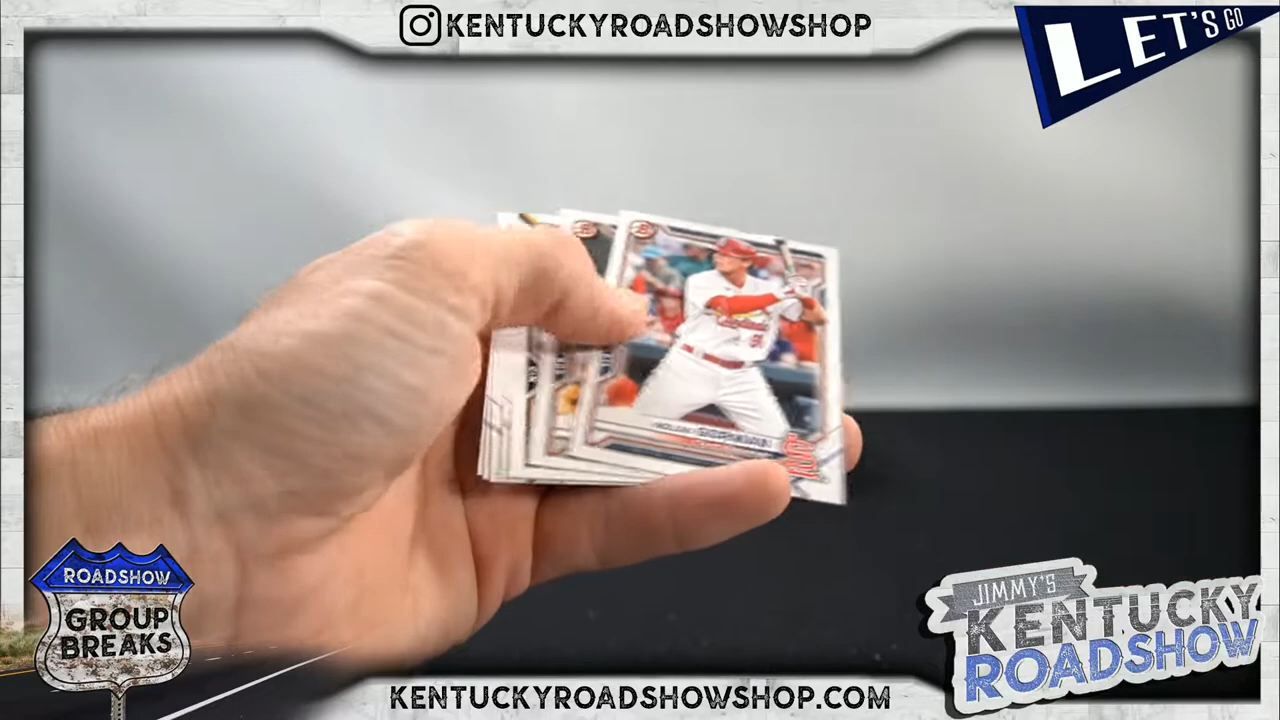 KENTUCKYROADSHOWSHOP
LET'S GO
ROADSHOW
GROUP
BREAKS
JIMMY'S
KENTUCKY
ROADSHOW
KENTUCKYROADSHOWSHOP.COM